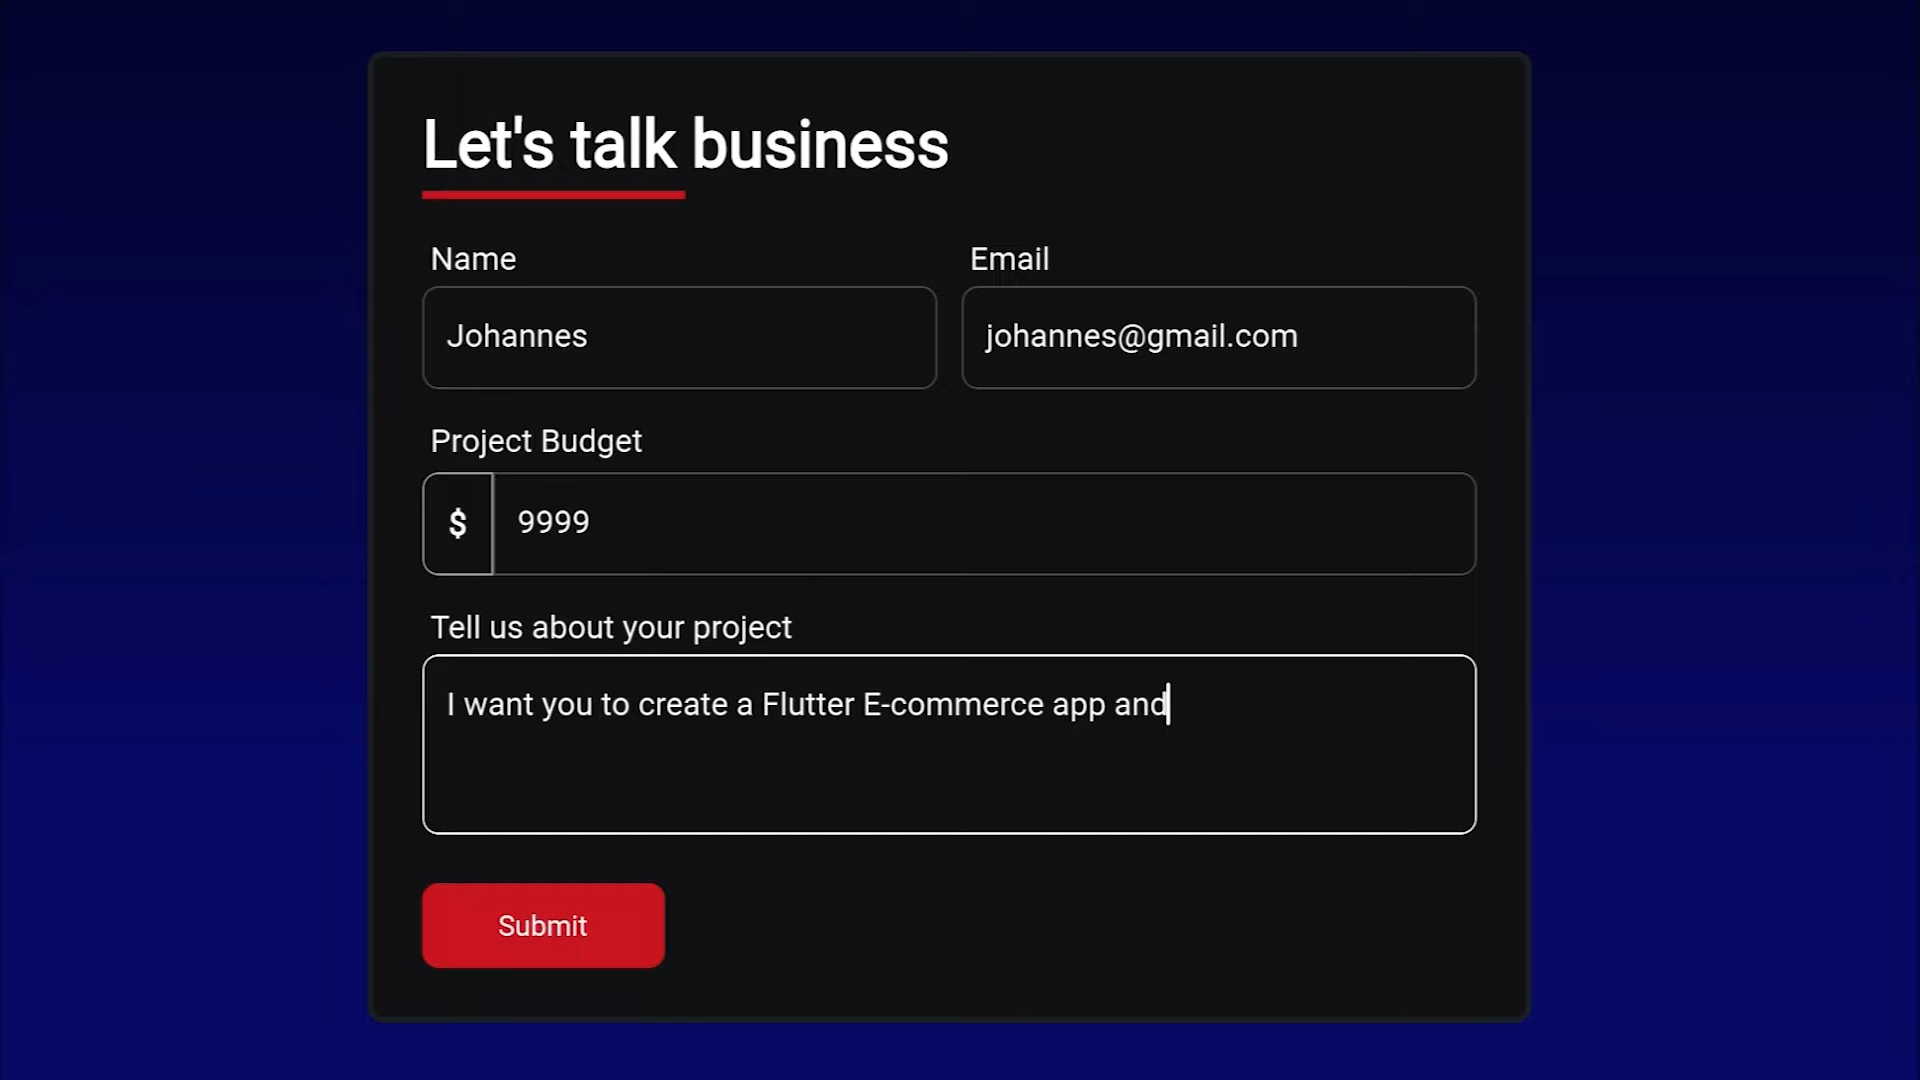 Let's talk business
Name
Email
Johannes
johannes@gmail.com
Project Budget
$ 9999
Tell us about your project
I want you to create a Flutter E-commerce app and
Submit